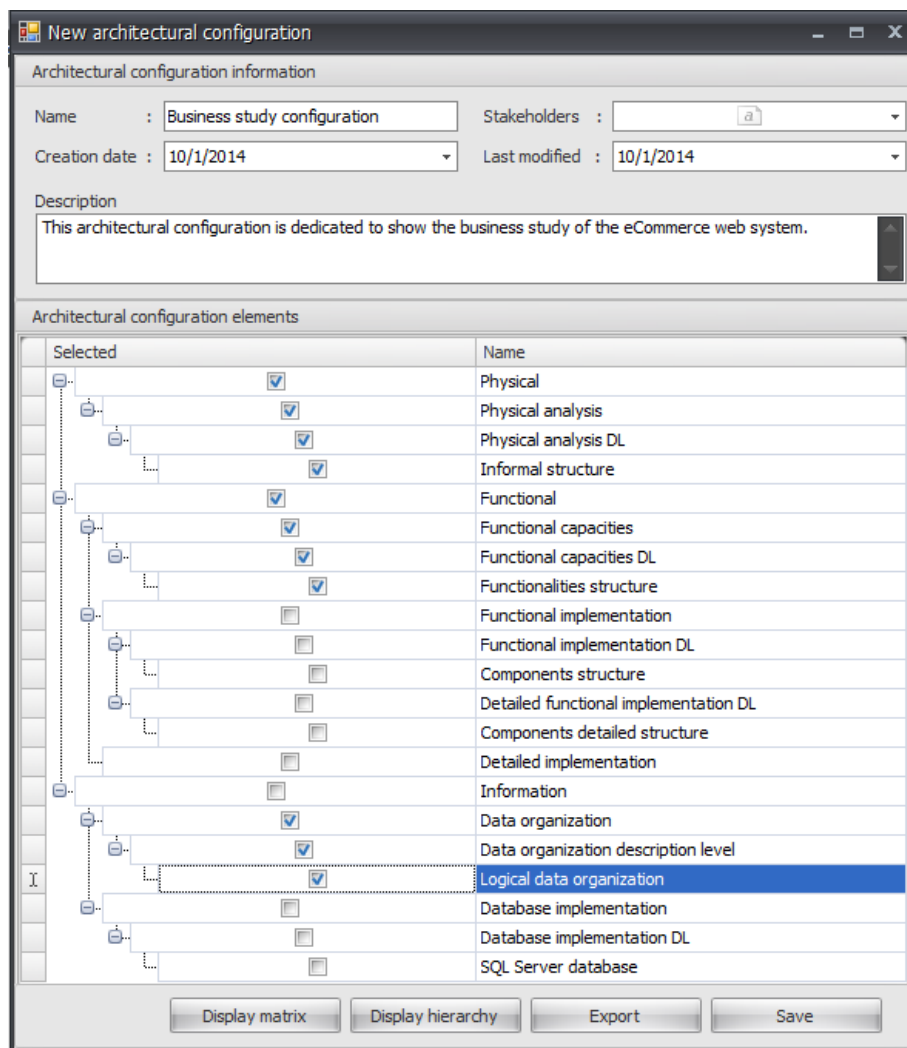 New architectural configuration
Architectural configuration information
Name : Business study configuration Stakeholders : a
Creation date : 10/1/2014 Last modified : 10/1/2014
Description
This architectural configuration is dedicated to show the business study of the eCommerce web system.
Architectural configuration elements
Selected Name
Physical
Physical analysis
Physical analysis DL
Informal structure
Functional
Functional capacities
Functional capacities DL
Functionalities structure
Functional implementation
Functional implementation DL
Components structure
Detailed functional implementation DL
Components detailed structure
Detailed implementation
Information
Data organization
Data organization description level
Logical data organization
Database implementation
Database implementation DL
SQL Server database
Display matrix Display hierarchy Export Save